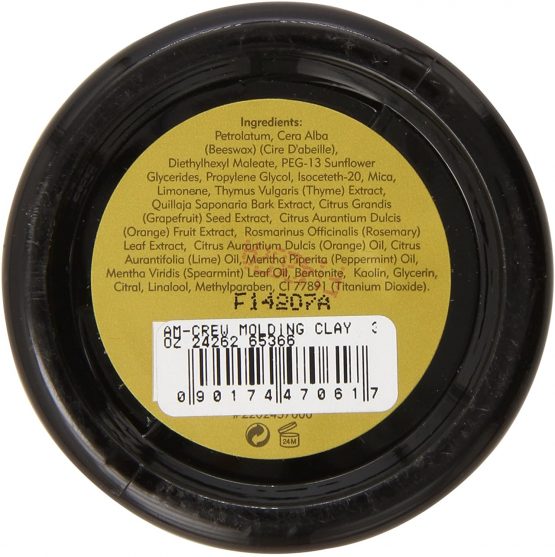 Ingredients:
Petrolatum, Cera Alba
(Beeswax) (Cire D'abeille),
Diethylhexyl Maleate, PEG-13 Sunflower
Glycerides, Propylene Glycol, Isoceteth-20, Mica,
Limonene, Thymus Vulgaris (Thyme) Extract,
Quillaja Saponaria Bark Extract, Citrus Grandis
(Grapefruit) Seed Extract, Citrus Aurantium Dulcis
(Orange) Fruit Extract, Rosmarinus Officinalis (Rosemary)
Leaf Extract, Citrus Aurantium Dulcis (Orange) Oil, Citrus
Aurantifolia (Lime) Oil, Mentha Piperita (Peppermint) Oil,
Mentha Viridis (Spearmint) Leaf Oil, Bentonite, Kaolin, Glycerin,
Citral, Linalool, Methylparaben, CI 77891 (Titanium Dioxide).
F14207A
AM-CREW MOLDING CLAY 3
OZ 24262 65366
0 90174 47061 7
24M